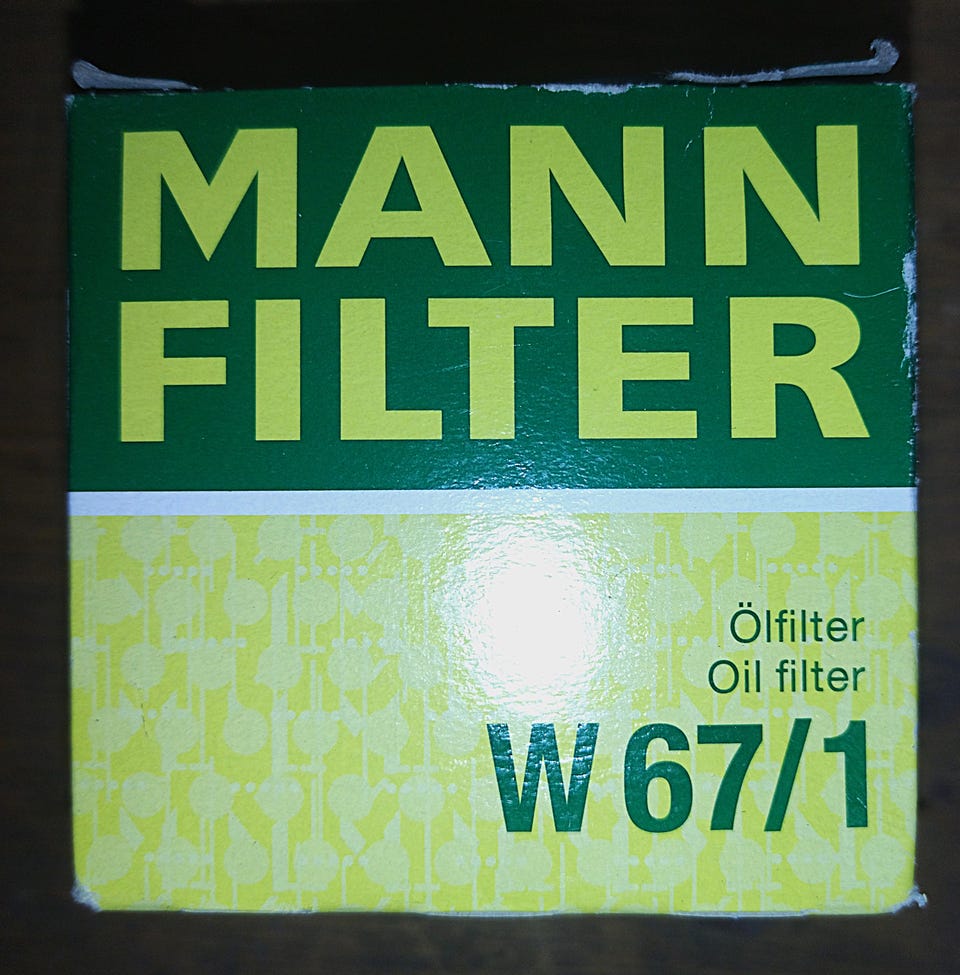 MANN
FILTER
Ölfilter
Oil filter
W 67/1